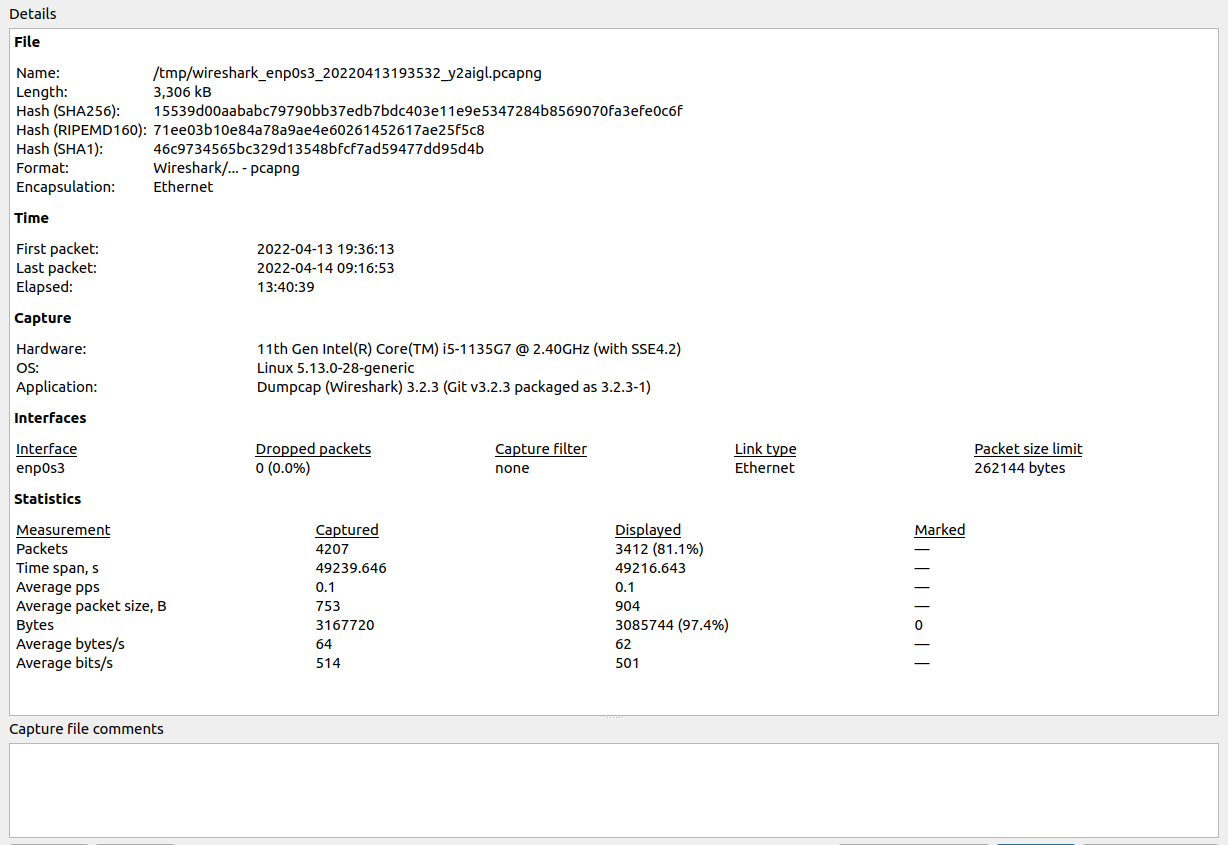 Details
File
Name: /tmp/wireshark_enp0s3_20220413193532_y2aigl.pcapng
Length: 3,306 kB
Hash (SHA256): 15539d00aababc79790bb37edb7bdc403e11e9e5347284b8569070fa3efe0c6f
Hash (RIPEMD160): 71ee03b10e84a78a9ae4e60261452617ae25f5c8
Hash (SHA1): 46c9734565bc329d13548bfcf7ad59477dd95d4b
Format: Wireshark/... - pcapng
Encapsulation: Ethernet
Time
First packet: 2022-04-13 19:36:13
Last packet: 2022-04-14 09:16:53
Elapsed: 13:40:39
Capture
Hardware: 11th Gen Intel(R) Core(TM) i5-1135G7 @ 2.40GHz (with SSE4.2)
OS: Linux 5.13.0-28-generic
Application: Dumpcap (Wireshark) 3.2.3 (Git v3.2.3 packaged as 3.2.3-1)
Interfaces
Interface Dropped packets Capture filter Link type Packet size limit
enp0s3 0 (0.0%) none Ethernet 262144 bytes
Statistics
Measurement Captured Displayed Marked
Packets 4207 3412 (81.1%) —
Time span, s 49239.646 49216.643 —
Average pps 0.1 0.1 —
Average packet size, B 753 904 —
Bytes 3167720 3085744 (97.4%) 0
Average bytes/s 64 62 —
Average bits/s 514 501 —
Capture file comments